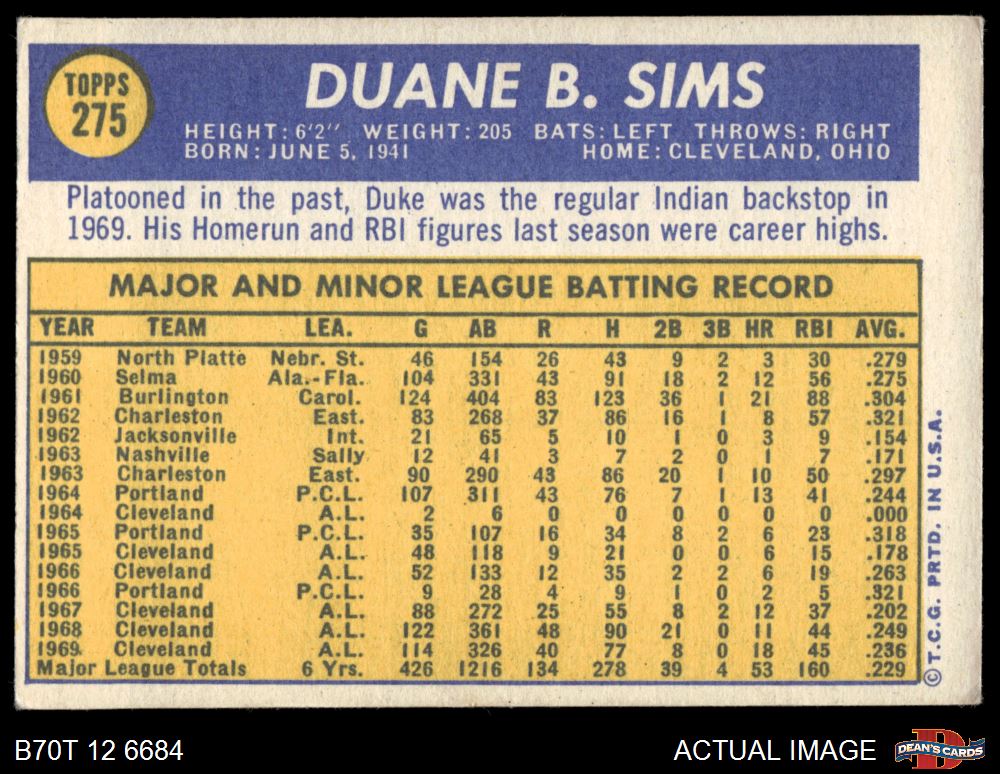 TOPPS
275
DUANE B. SIMS
HEIGHT: 6'2" WEIGHT: 205 BATS: LEFT THROWS: RIGHT
BORN: JUNE 5, 1941 HOME: CLEVELAND, OHIO
Platooned in the past, Duke was the regular Indian backstop in
1969. His Homerun and RBI figures last season were career highs.
MAJOR AND MINOR LEAGUE BATTING RECORD
YEAR TEAM LEA. G AB R H 2B 3B HR RBI AVG.
1959 North Platte Nebr. St. 46 154 26 43 9 2 3 30 .279
1960 Selma Ala.-Fla. 104 331 43 91 18 2 12 56 .275
1961 Burlington Carol. 124 404 83 123 36 1 21 88 .304
1962 Charleston East. 83 268 37 86 16 1 8 57 .321
1962 Jacksonville Int. 21 65 5 10 1 0 3 9 .154
1963 Nashville Sally 12 41 3 7 2 0 1 7 .171
1963 Charleston East. 90 290 43 86 20 1 10 50 .297
1964 Portland P.C.L. 107 311 43 76 7 1 13 41 .244
1964 Cleveland A.L. 2 6 0 0 0 0 0 0 .000
1965 Portland P.C.L. 35 107 16 34 8 2 6 23 .318
1965 Cleveland A.L. 48 118 9 21 0 0 6 15 .178
1966 Cleveland A.L. 52 133 12 35 2 2 6 19 .263
1966 Portland P.C.L. 9 28 4 9 1 0 2 5 .321
1967 Cleveland A.L. 88 272 25 55 8 2 12 37 .202
1968 Cleveland A.L. 122 361 48 90 21 0 11 44 .249
1969 Cleveland A.L. 114 326 40 77 8 0 18 45 .236
Major League Totals 6 Yrs. 426 1216 134 278 39 4 53 160 .229
© T.C.G. PRTD. IN U.S.A.
B70T 12 6684
ACTUAL IMAGE
DEAN'S CARDS